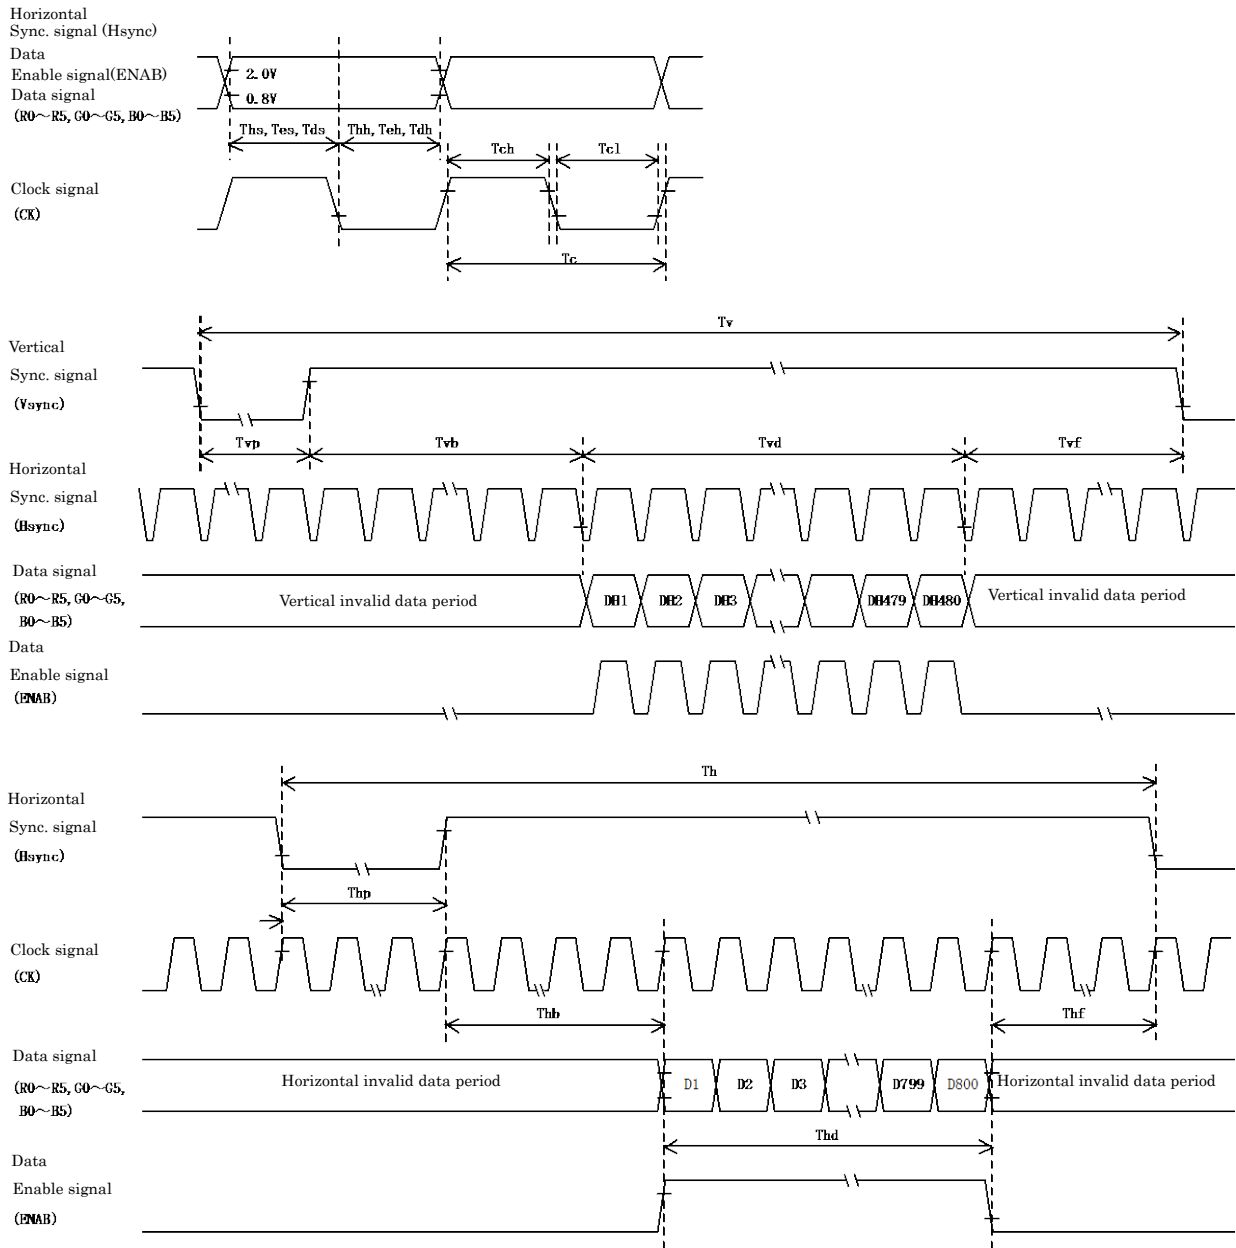 Horizontal
Sync. signal (Hsync)
Data
Enable signal(ENAB)
Data signal
(R0～R5, G0～G5, B0～B5)
2.0V
0.8V
Ths, Tes, Tds
Thh, Teh, Tdh
Tch
Tcl
Clock signal
(CK)
Tc
Tv
Vertical
Sync. signal
(Vsync)
Tvp
Tvb
Tvd
Tvf
Horizontal
Sync. signal
(Hsync)
Data signal
(R0～R5, G0～G5,
B0～B5)
Vertical invalid data period
DH1
DH2
DH3
DH479
DH480
Vertical invalid data period
Data
Enable signal
(ENAB)
Th
Horizontal
Sync. signal
(Hsync)
Thp
Clock signal
(CK)
Thb
Thf
Data signal
(R0～R5, G0～G5,
B0～B5)
Horizontal invalid data period
D1
D2
D3
D799
D800
Horizontal invalid data period
Thd
Data
Enable signal
(ENAB)